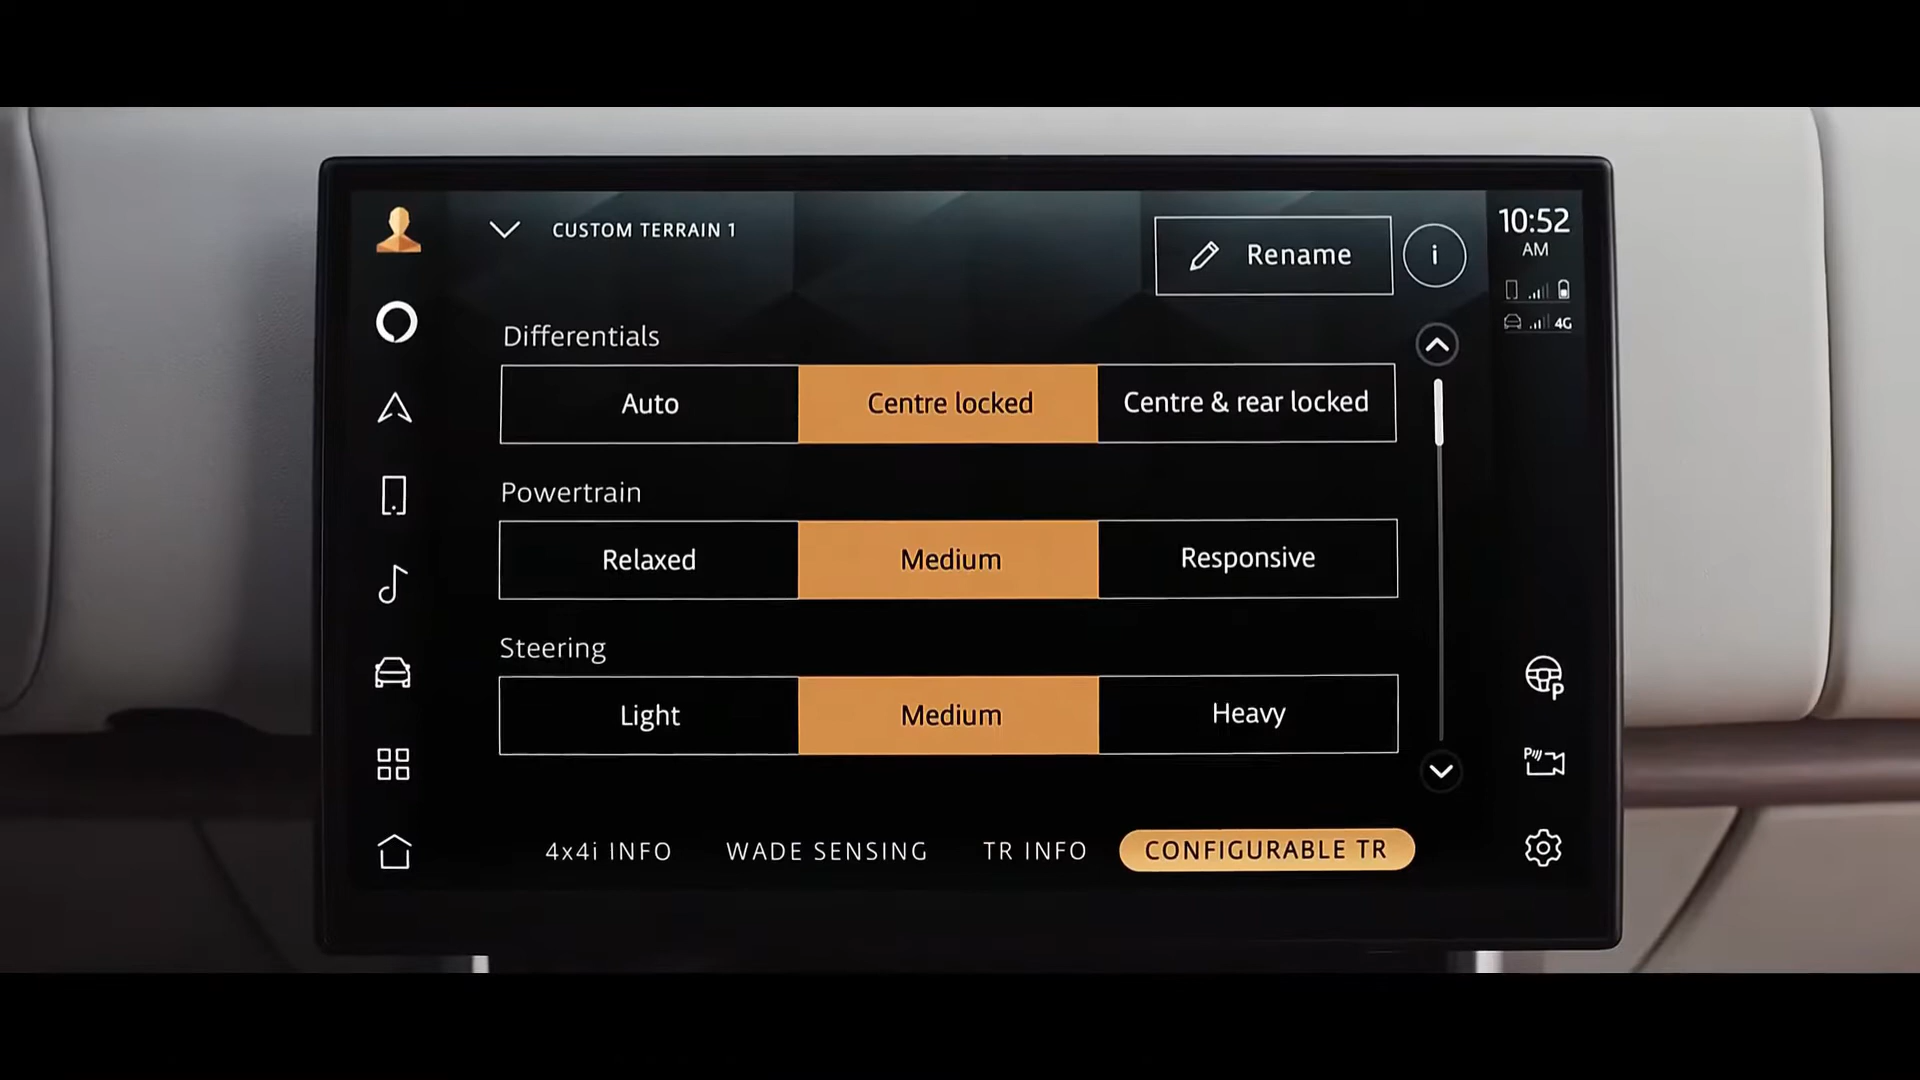 CUSTOM TERRAIN 1
Rename
i
10:52
AM
4G
Differentials
Auto
Centre locked
Centre & rear locked
Powertrain
Relaxed
Medium
Responsive
Steering
Light
Medium
Heavy
P
P
4x4i INFO
WADE SENSING
TR INFO
CONFIGURABLE TR